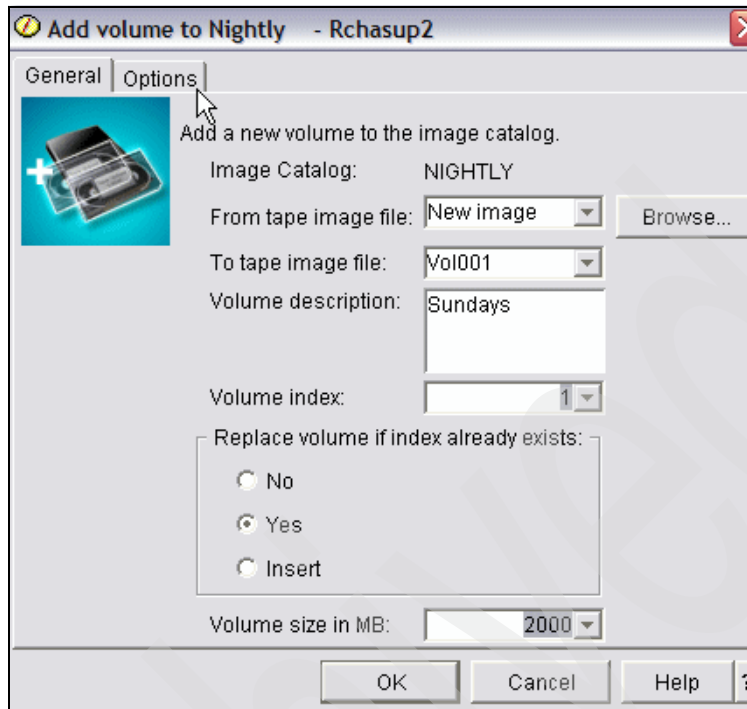 Add volume to Nightly - Rchasup2
General Options
Add a new volume to the image catalog.
Image Catalog: NIGHTLY
From tape image file: New image Browse...
To tape image file: Vol001
Volume description: Sundays
Volume index: 1
Replace volume if index already exists:
No
Yes
Insert
Volume size in MB: 2000
OK Cancel Help ?